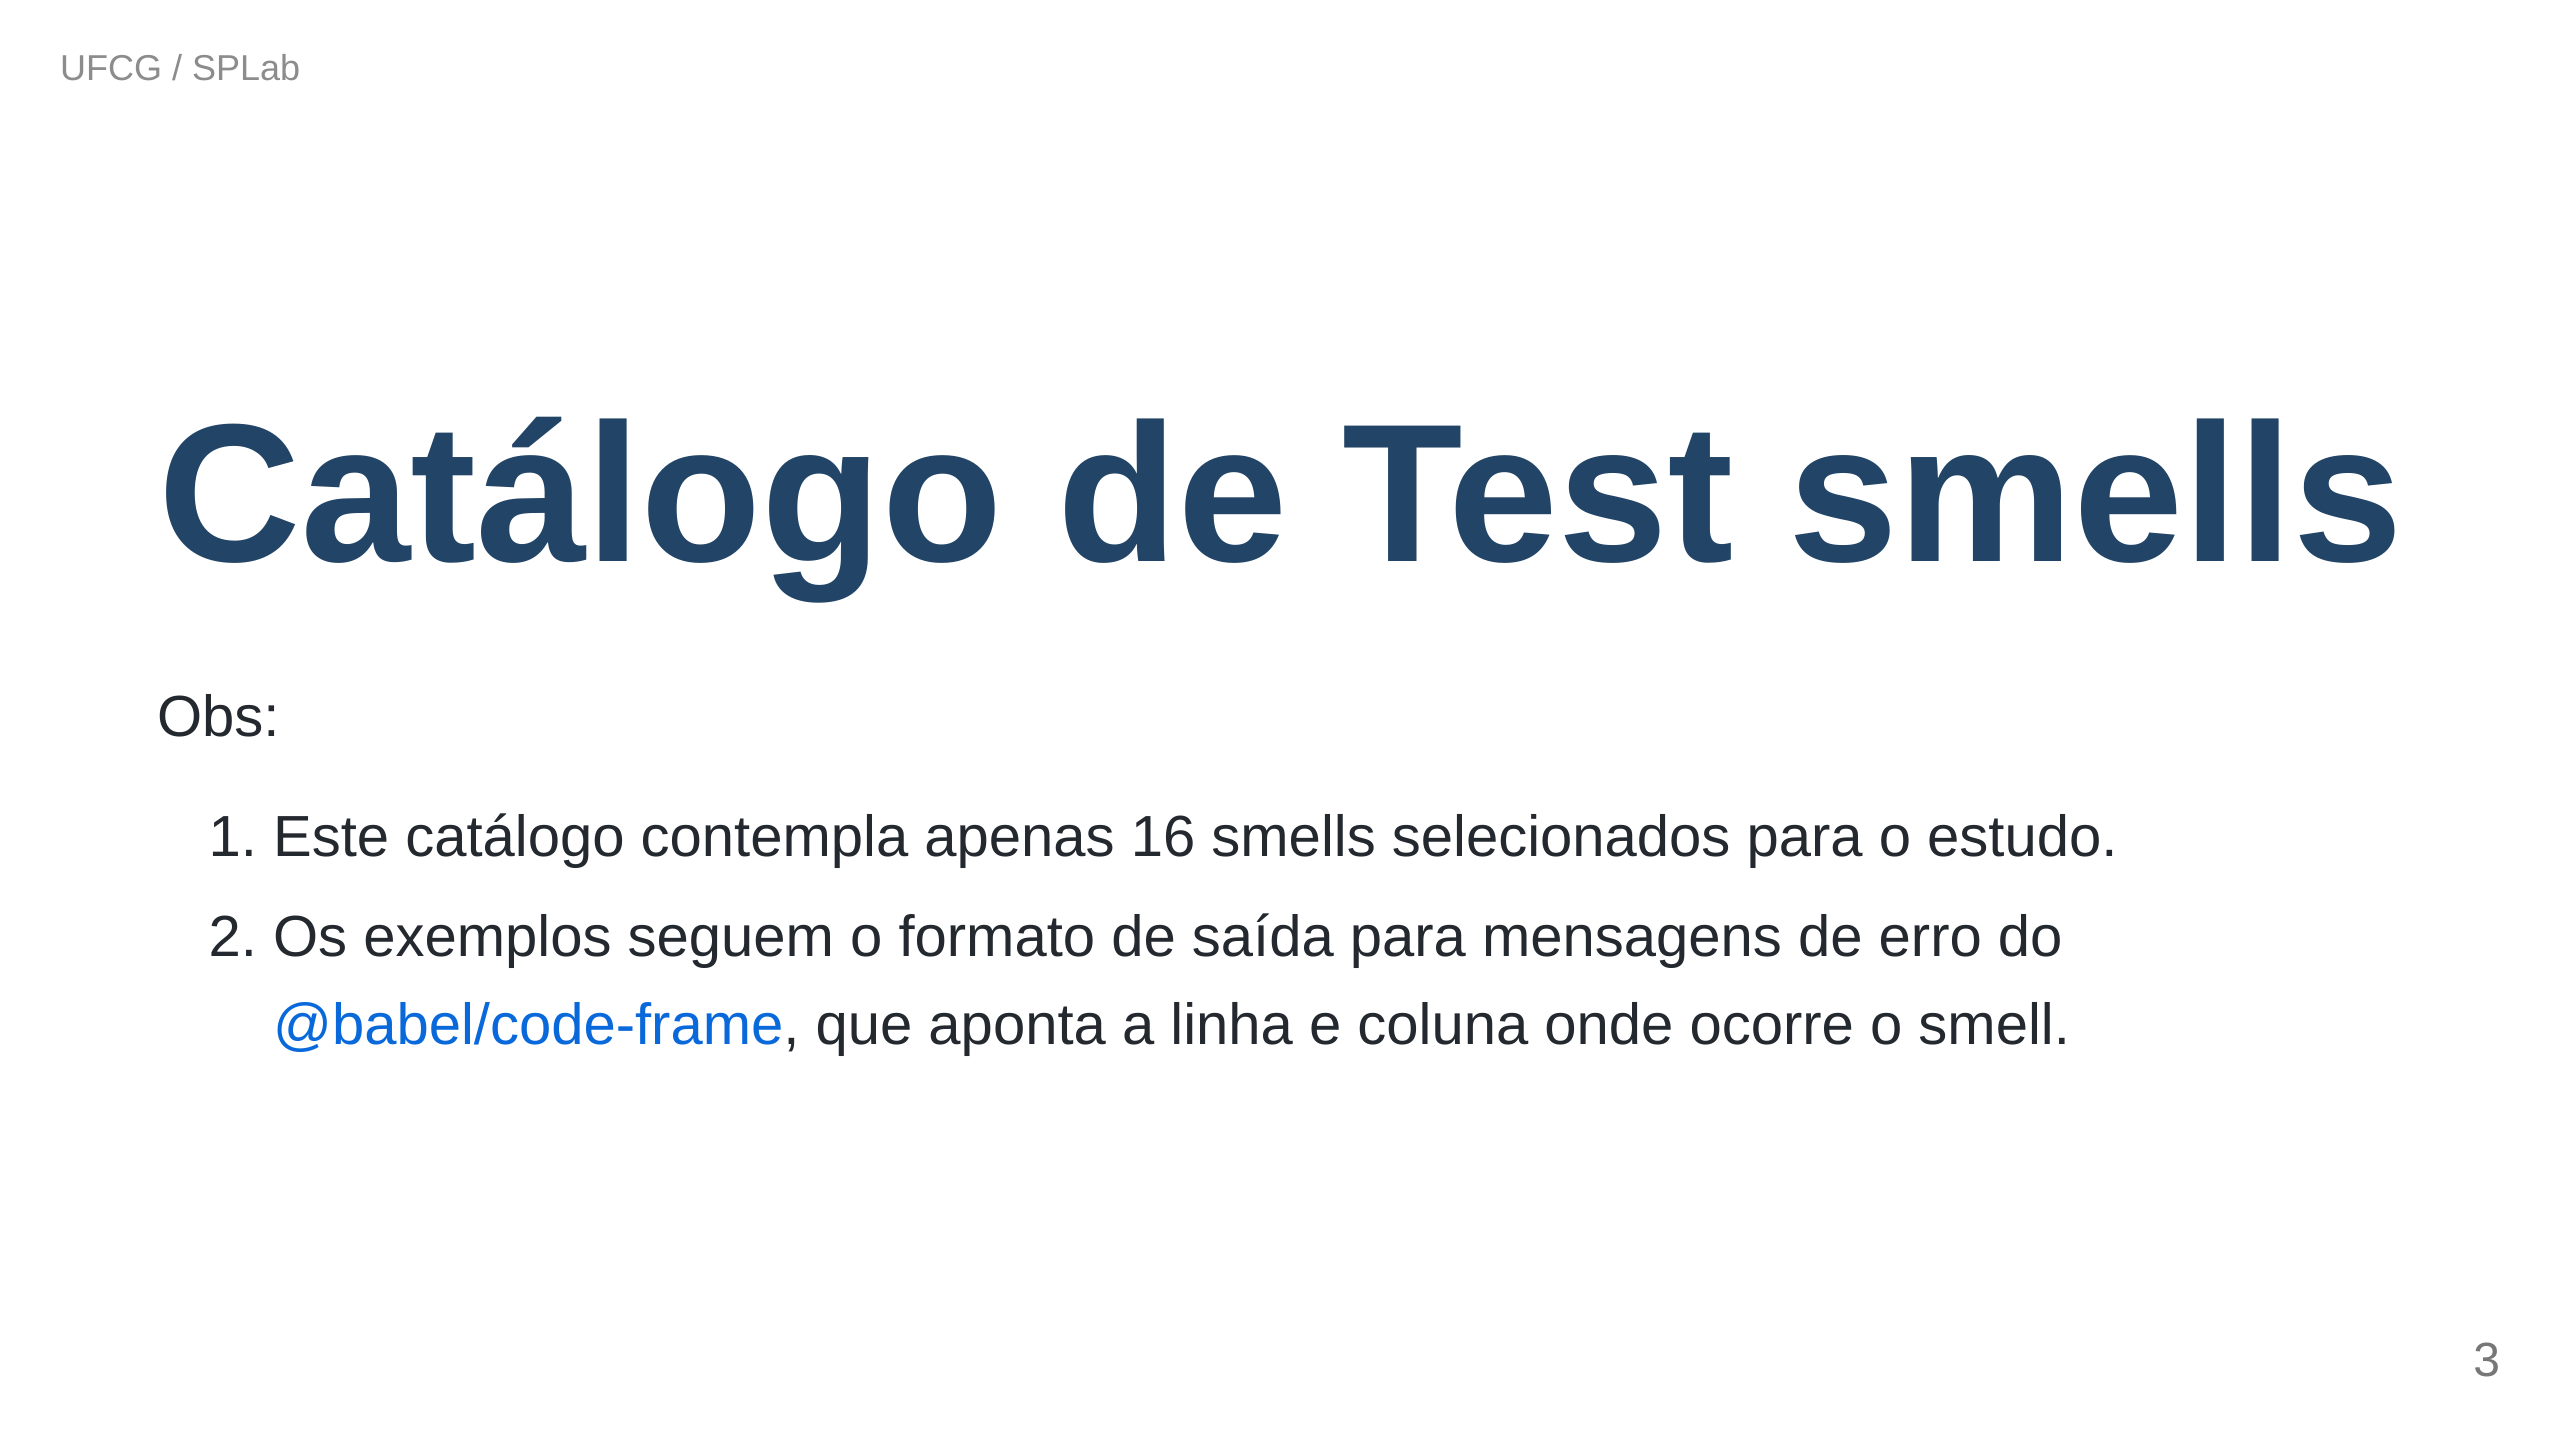 UFCG / SPLab
Catálogo de Test smells
Obs:
1. Este catálogo contempla apenas 16 smells selecionados para o estudo.
2. Os exemplos seguem o formato de saída para mensagens de erro do
@babel/code-frame, que aponta a linha e coluna onde ocorre o smell.
3